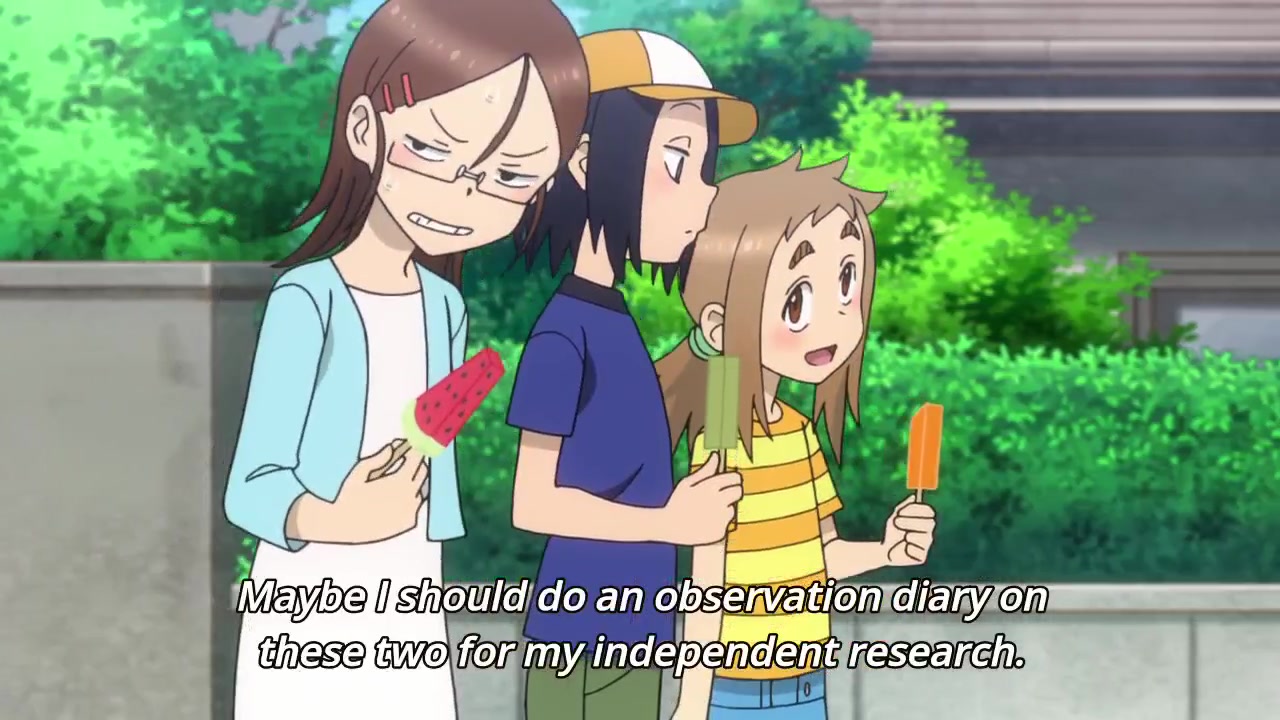 Maybe I should do an observation diary on
these two for my independent research.